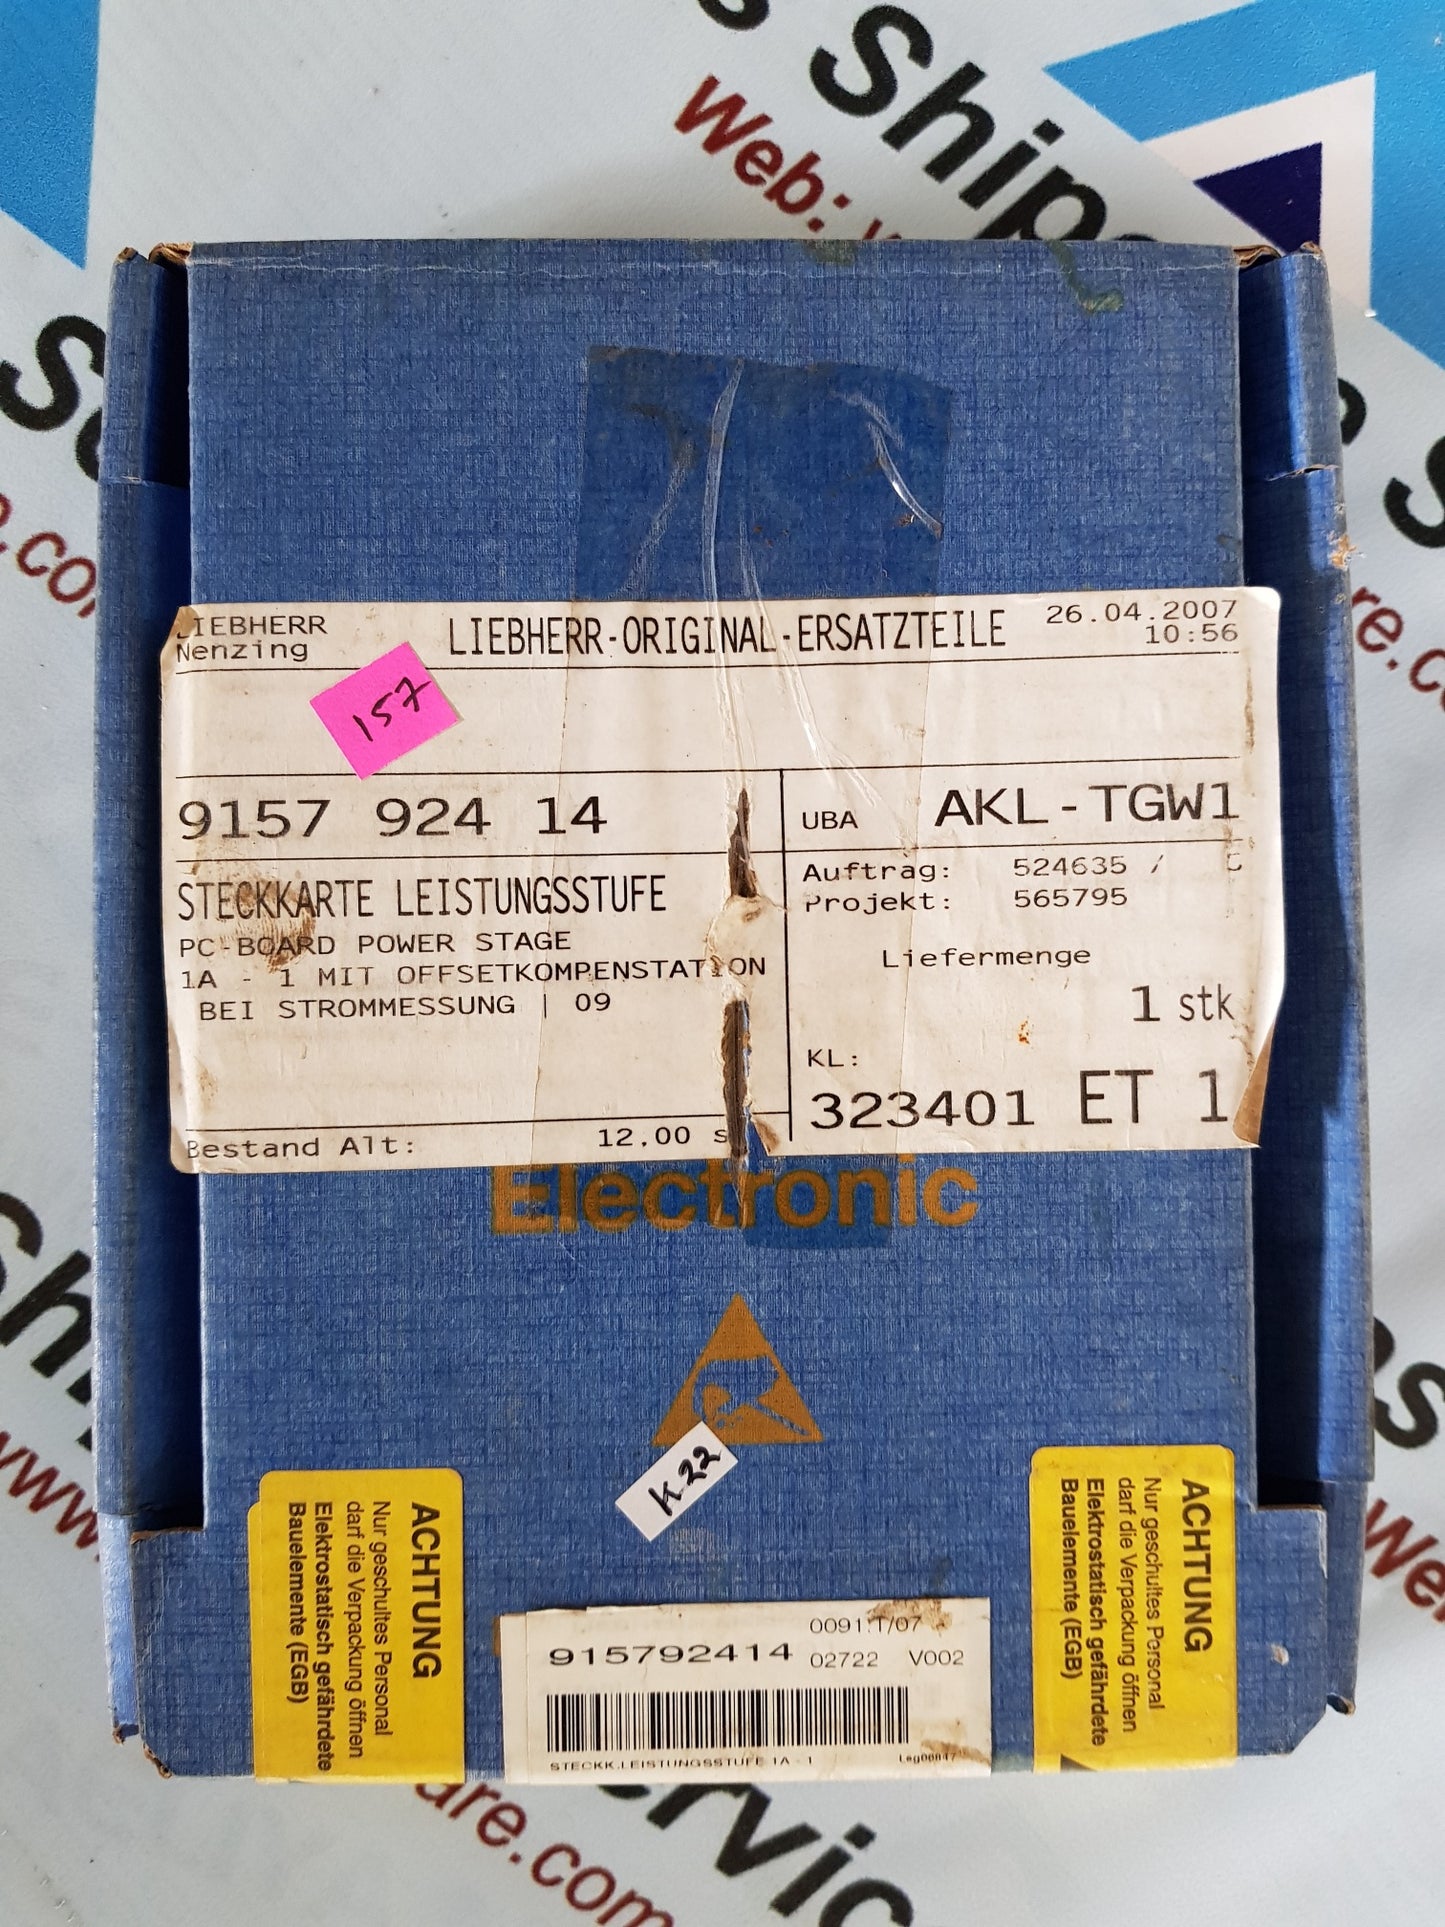 Web:
LIEBHERR
Nenzing
LIEBHERR-ORIGINAL-ERSATZTEILE
26.04.2007
10:56
157
9157 924 14
UBA AKL-TGW1
STECKKARTE LEISTUNGSSTUFE
PC-BOARD POWER STAGE
1A - 1 MIT OFFSETKOMPENSTATION
BEI STROMMESSUNG | 09
Auftrag: 524635 /
Projekt: 565795
Liefermenge
1 stk
KL:
323401 ET 1
Bestand Alt: 12.00
Electronic
K22
ACHTUNG
Nur geschultes Personal
darf die Verpackung öffnen
Elektrostatisch gefährdete
Bauelemente (EGB)
ACHTUNG
Nur geschultes Personal
darf die Verpackung öffnen
Elektrostatisch gefährdete
Bauelemente (EGB)
915792414
02722 V002
STECKK.LEISTUNGSSTUFE 1A - 1